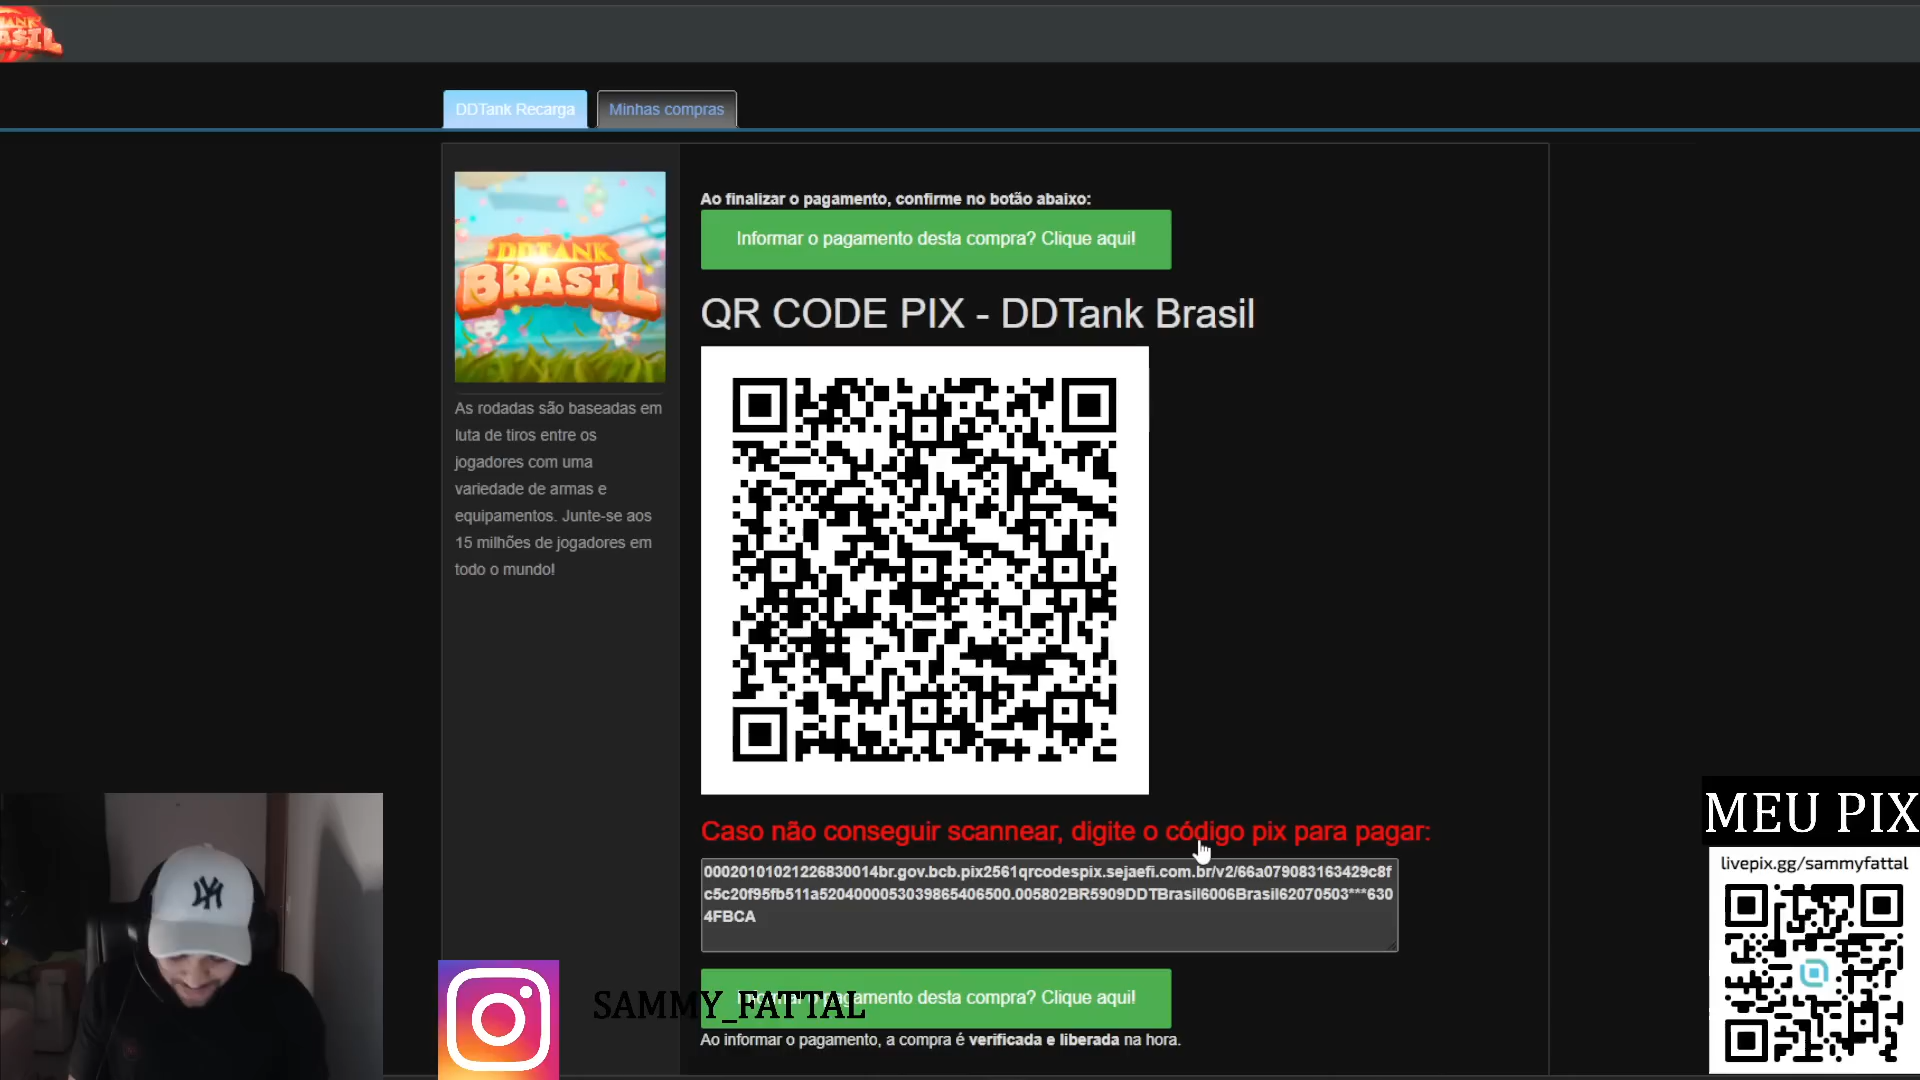 DDTank Recarga
Minhas compras
DDTANK
BRASIL
As rodadas são baseadas em
luta de tiros entre os
jogadores com uma
variedade de armas e
equipamentos. Junte-se aos
15 milhões de jogadores em
todo o mundo!
Ao finalizar o pagamento, confirme no botão abaixo:
Informar o pagamento desta compra? Clique aqui!
QR CODE PIX - DDTank Brasil
Caso não conseguir scannear, digite o código pix para pagar:
00020101021226830014br.gov.bcb.pix2561qrcodespix.sejaefi.com.br/v2/66a079083163429c8f
c5c20f95fb511a5204000053039865406500.005802BR5909DDTBrasil6006Brasil62070503***630
4FBCA
Informar o pagamento desta compra? Clique aqui!
SAMMY_FATTAL
Ao informar o pagamento, a compra é verificada e liberada na hora.
MEU PIX
livepix.gg/sammyfattal